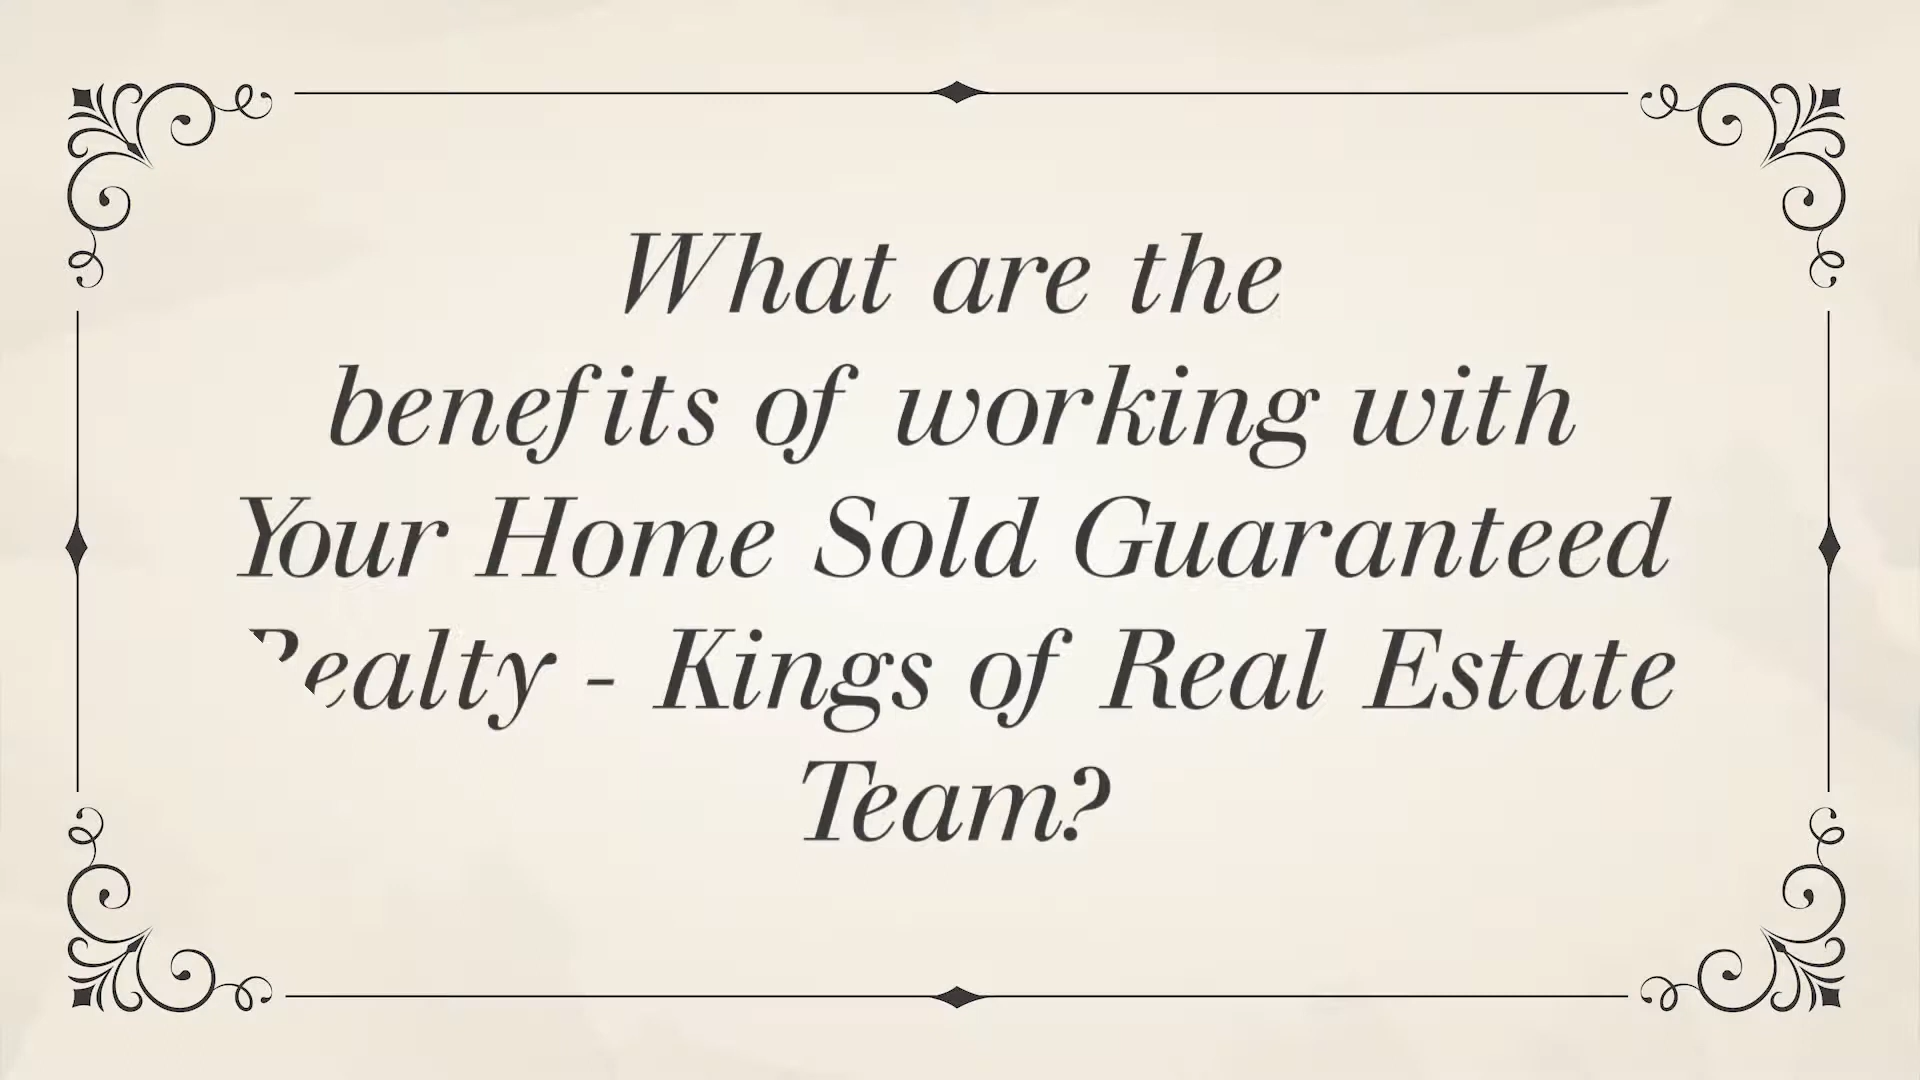 What are the
benefits of working with
Your Home Sold Guaranteed
Realty - Kings of Real Estate
Team?